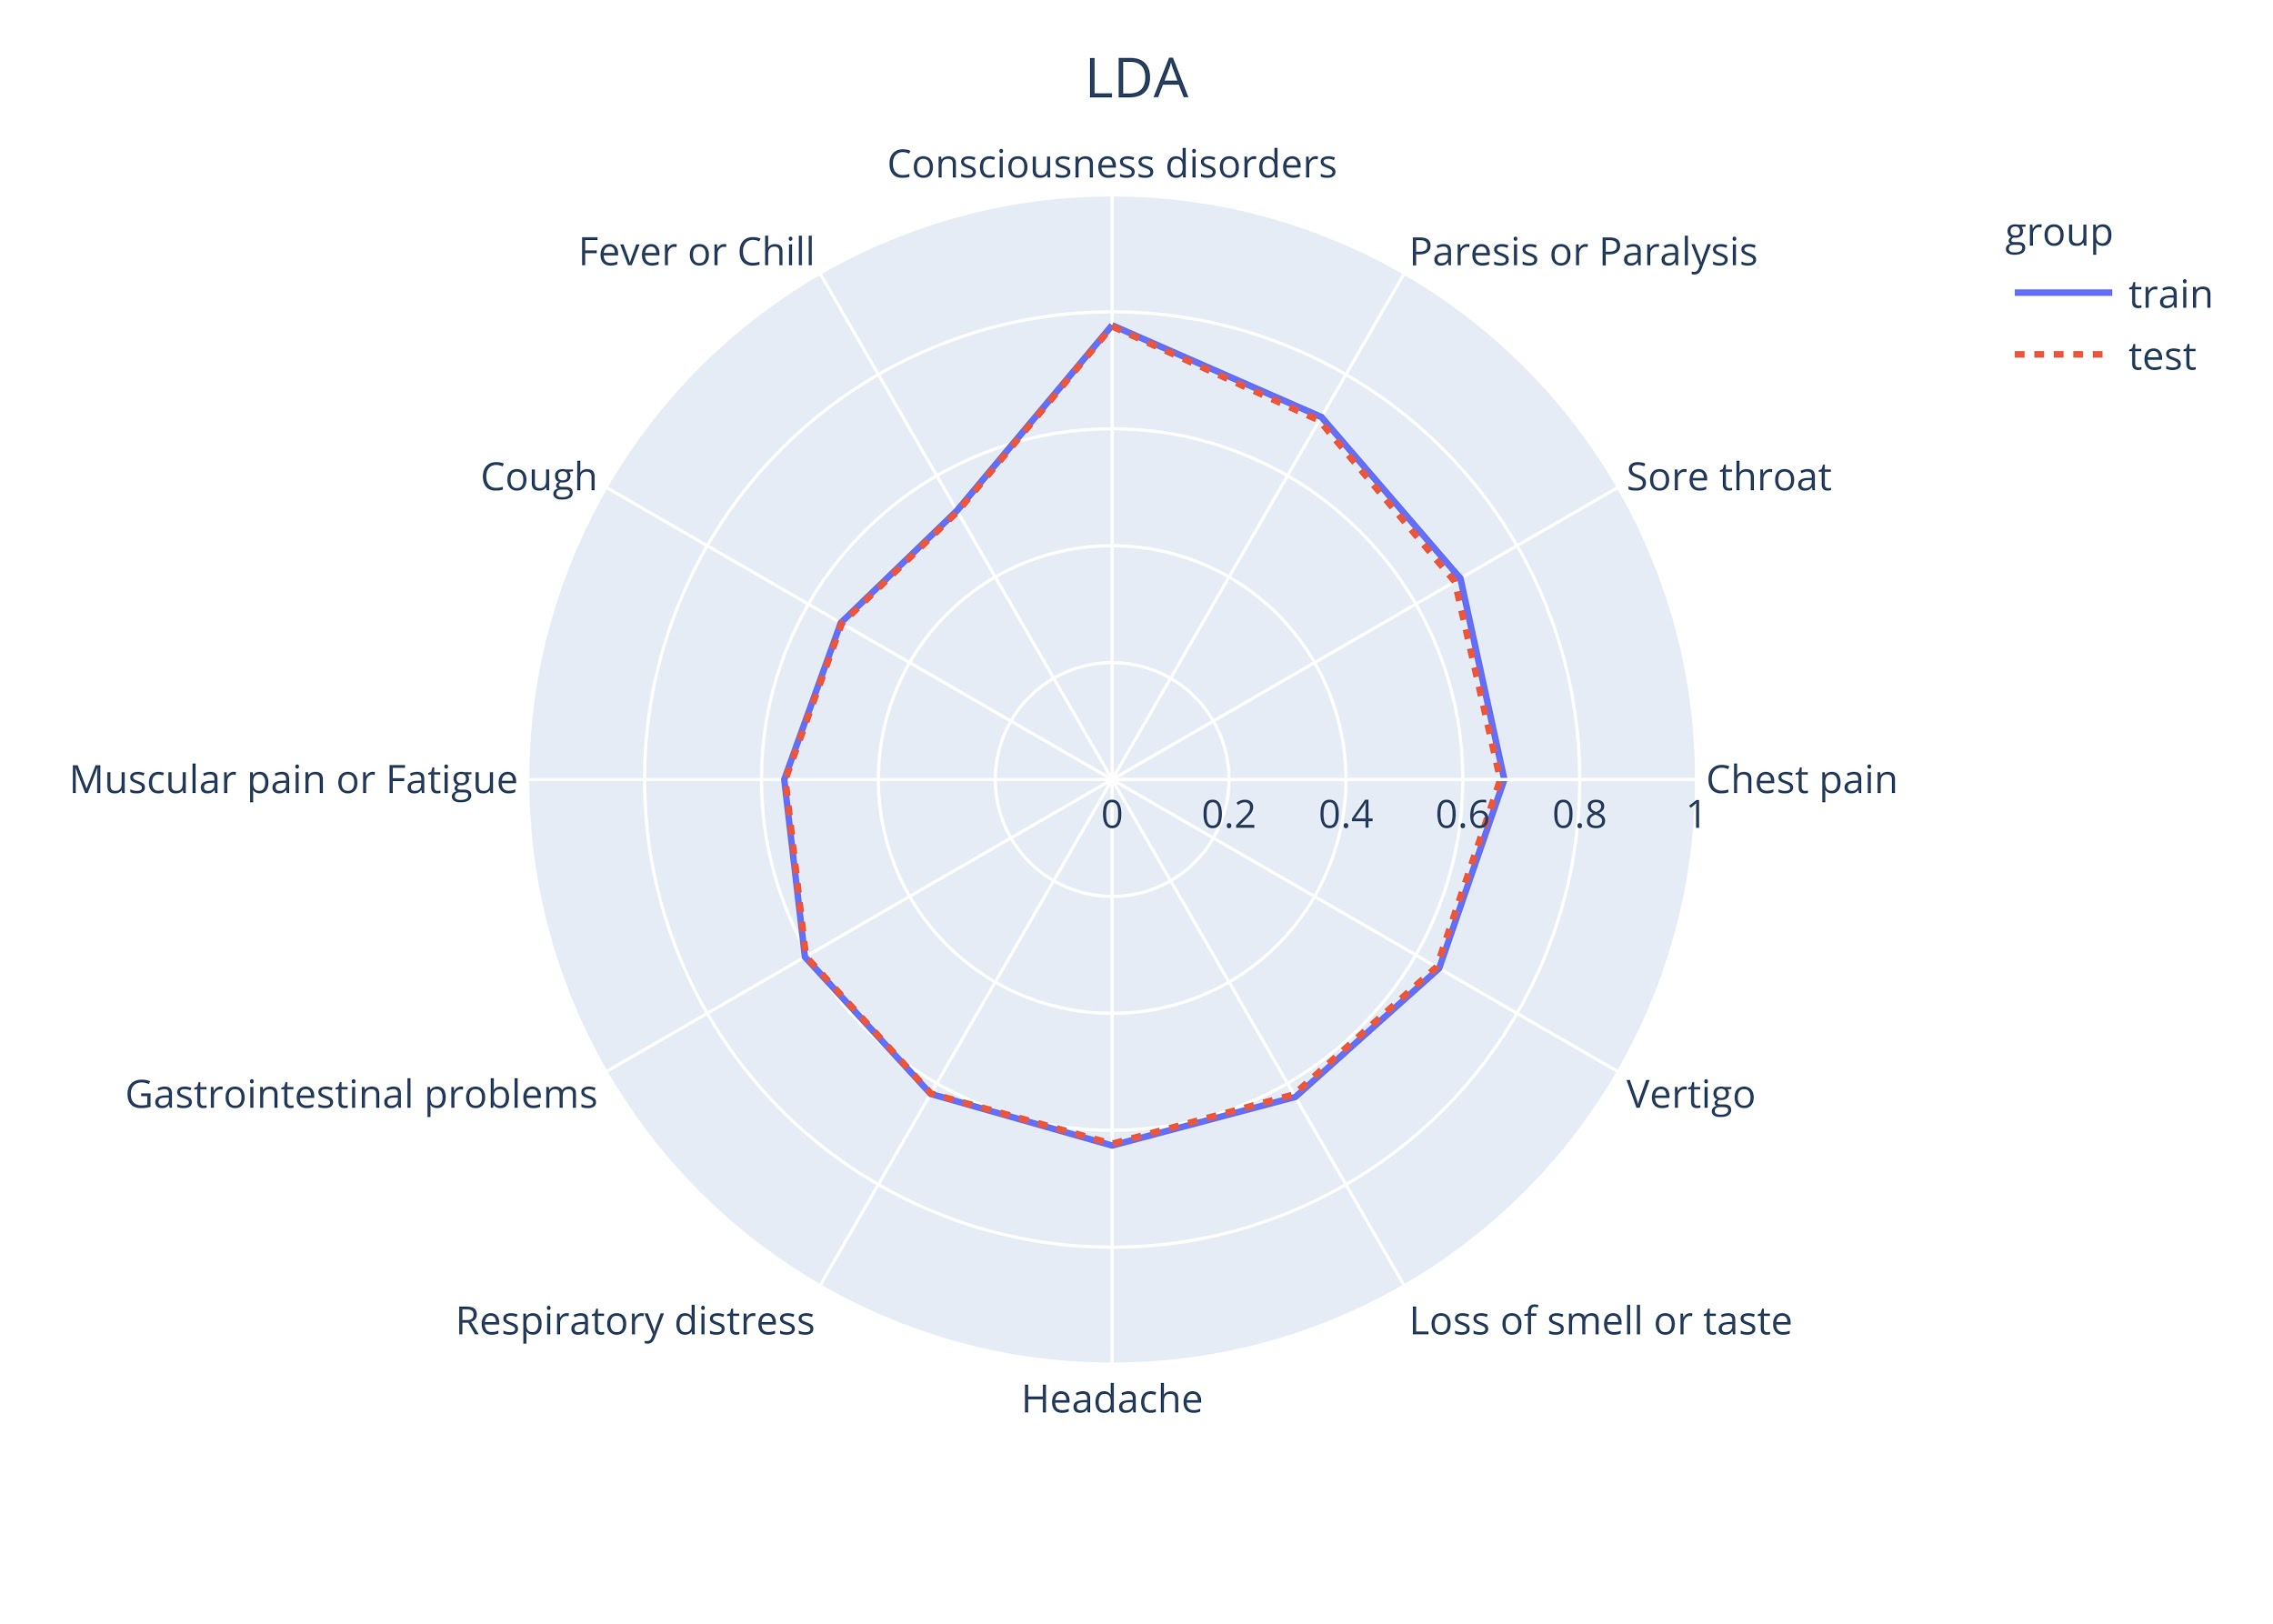 LDA
Consciousness disorders
Fever or Chill
Paresis or Paralysis
group
train
test
Cough
Sore throat
Muscular pain or Fatigue
Chest pain
0
0.2
0.4
0.6
0.8
1
Gastrointestinal problems
Vertigo
Respiratory distress
Loss of smell or taste
Headache